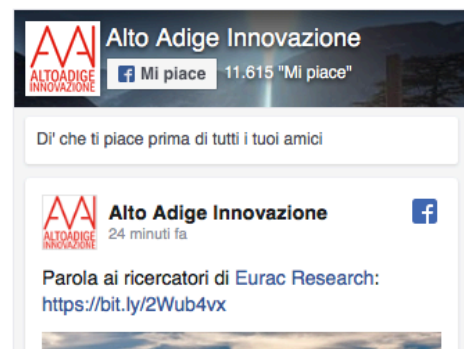 ALTOADIGE
INNOVAZIONE
Alto Adige Innovazione
Mi piace
11.615 "Mi piace"
Di' che ti piace prima di tutti i tuoi amici
ALTOADIGE
INNOVAZIONE
Alto Adige Innovazione
24 minuti fa
Parola ai ricercatori di Eurac Research:
https://bit.ly/2Wub4vx